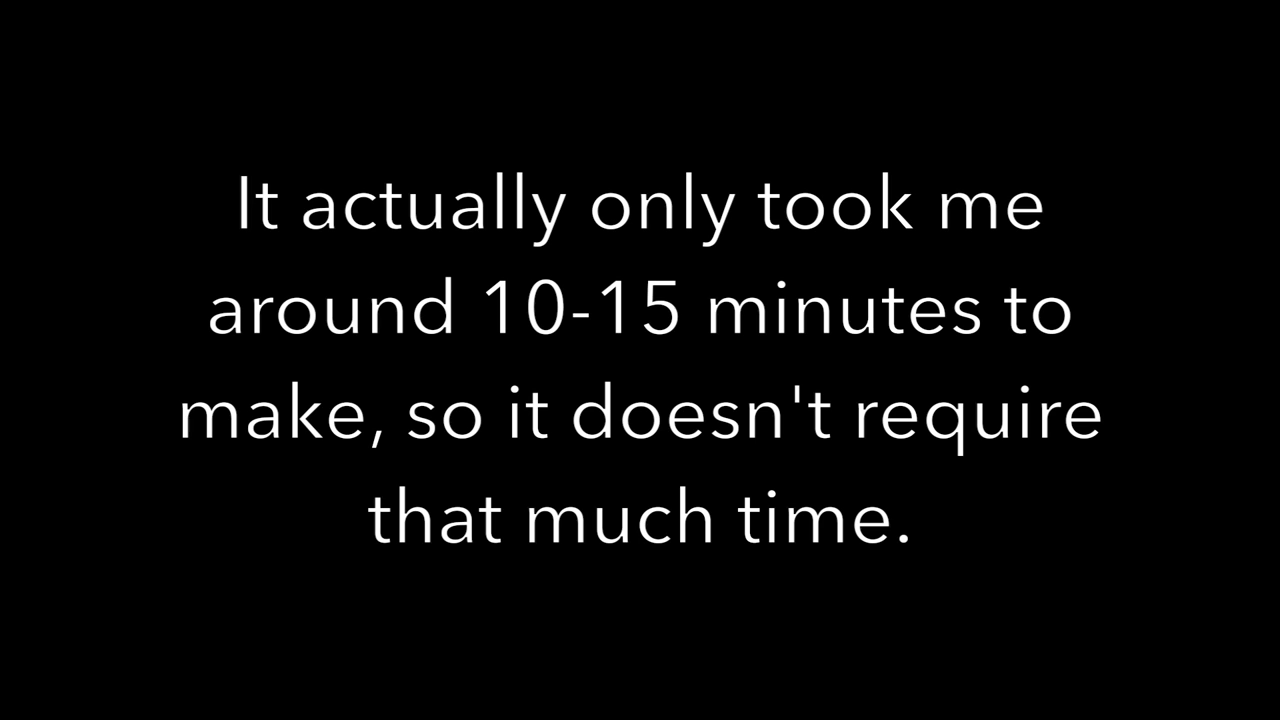 It actually only took me
around 10-15 minutes to
make, so it doesn't require
that much time.